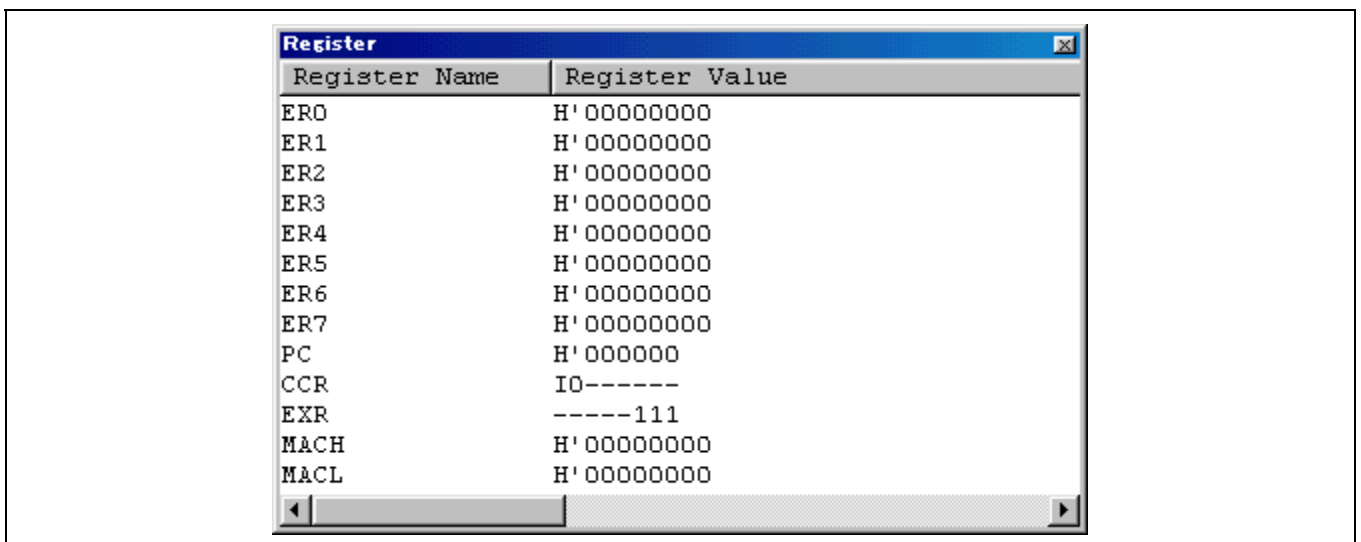 Register
Register Name Register Value
ER0 H'00000000
ER1 H'00000000
ER2 H'00000000
ER3 H'00000000
ER4 H'00000000
ER5 H'00000000
ER6 H'00000000
ER7 H'00000000
PC H'000000
CCR I0------
EXR -----111
MACH H'00000000
MACL H'00000000